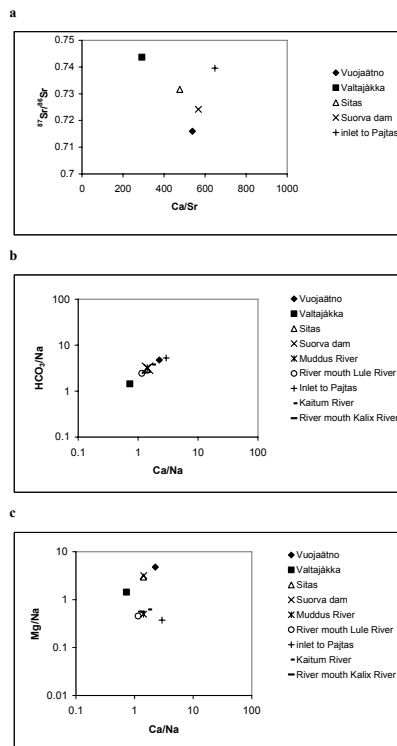 a
0.75
0.74
0.73
0.72
0.71
0.7
⁸⁷Sr/⁸⁶Sr
0 200 400 600 800 1000
Ca/Sr
Vuojaätno
Valtajåkka
Sitas
Suorva dam
inlet to Pajtas
b
100
10
1
0.1
HCO₃/Na
0.1 1 10 100
Ca/Na
Vuojaätno
Valtajåkka
Sitas
Suorva dam
Muddus River
River mouth Lule River
Inlet to Pajtas
Kaitum River
River mouth Kalix River
c
10
1
0.1
0.01
Mg/Na
0.1 1 10 100
Ca/Na
Vuojaätno
Valtajåkka
Sitas
Suorva dam
Muddus River
River mouth Lule River
inlet to Pajtas
Kaitum River
River mouth Kalix River